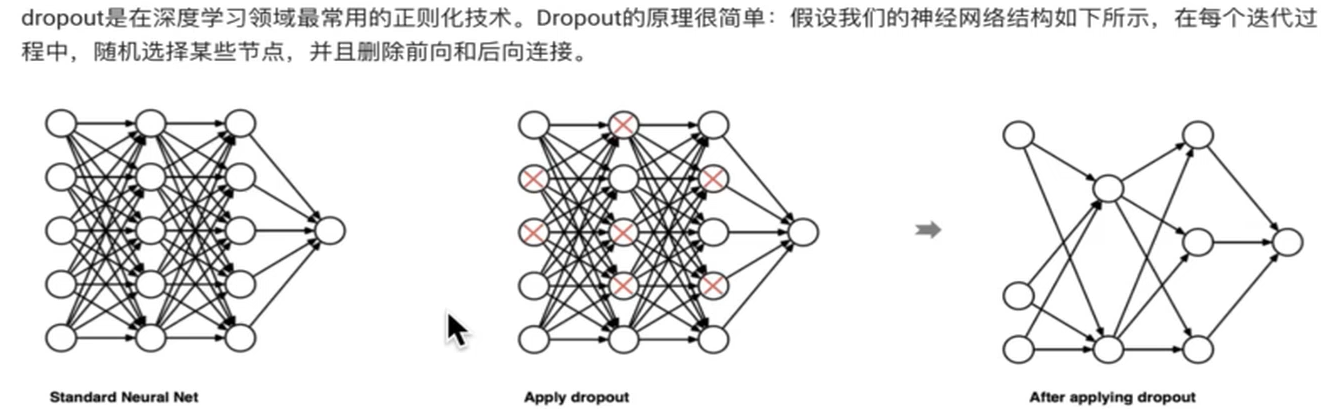 dropout是在深度学习领域最常用的正则化技术。Dropout的原理很简单：假设我们的神经网络结构如下所示，在每个迭代过
程中，随机选择某些节点，并且删除前向和后向连接。
Standard Neural Net
Apply dropout
After applying dropout